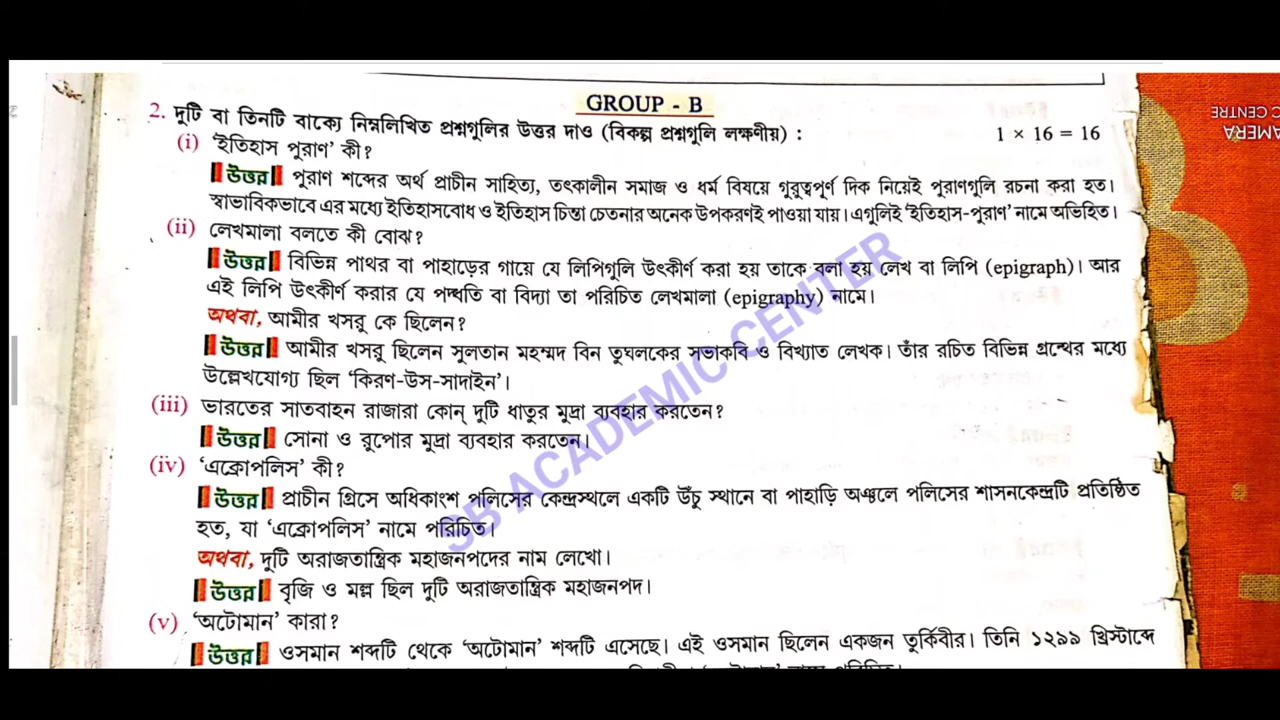 GROUP - B
2. দুটি বা তিনটি বাক্যে নিম্নলিখিত প্রশ্নগুলির উত্তর দাও (বিকল্প প্রশ্নগুলি লক্ষণীয়) : 1 × 16 = 16
(i) ‘ইতিহাস পুরাণ’ কী?
উত্তর পুরাণ শব্দের অর্থ প্রাচীন সাহিত্য, তৎকালীন সমাজ ও ধর্ম বিষয়ে গুরুত্বপূর্ণ দিক নিয়েই পুরাণগুলি রচনা করা হত।
স্বাভাবিকভাবে এর মধ্যে ইতিহাসবোধ ও ইতিহাস চিন্তা চেতনার অনেক উপকরণই পাওয়া যায়। এগুলিই ‘ইতিহাস-পুরাণ’ নামে অভিহিত।
(ii) লেখমালা বলতে কী বোঝ?
উত্তর বিভিন্ন পাথর বা পাহাড়ের গায়ে যে লিপিগুলি উৎকীর্ণ করা হয় তাকে বলা হয় লেখ বা লিপি (epigraph)। আর
এই লিপি উৎকীর্ণ করার যে পদ্ধতি বা বিদ্যা তা পরিচিত লেখমালা (epigraphy) নামে।
অথবা, আমীর খসরু কে ছিলেন?
উত্তর আমীর খসরু ছিলেন সুলতান মহম্মদ বিন তুঘলকের সভাকবি ও বিখ্যাত লেখক। তাঁর রচিত বিভিন্ন গ্রন্থের মধ্যে
উল্লেখযোগ্য ছিল ‘কিরণ-উস-সাদাইন’।
(iii) ভারতের সাতবাহন রাজারা কোন্ দুটি ধাতুর মুদ্রা ব্যবহার করতেন?
উত্তর সোনা ও রুপোর মুদ্রা ব্যবহার করতেন।
(iv) ‘এক্রোপলিস’ কী?
উত্তর প্রাচীন গ্রিসে অধিকাংশ পলিসের কেন্দ্রস্থলে একটি উঁচু স্থানে বা পাহাড়ি অঞ্চলে পলিসের শাসনকেন্দ্রটি প্রতিষ্ঠিত
হত, যা ‘এক্রোপলিস’ নামে পরিচিত।
অথবা, দুটি অরাজতান্ত্রিক মহাজনপদের নাম লেখো।
উত্তর বৃজি ও মল্ল ছিল দুটি অরাজতান্ত্রিক মহাজনপদ।
(v) ‘অটোমান’ কারা?
উত্তর ওসমান শব্দটি থেকে ‘অটোমান’ শব্দটি এসেছে। এই ওসমান ছিলেন একজন তুর্কিবীর। তিনি ১২৯৯ খ্রিস্টাব্দে
SB ACADEMIC CENTER
CENTRE